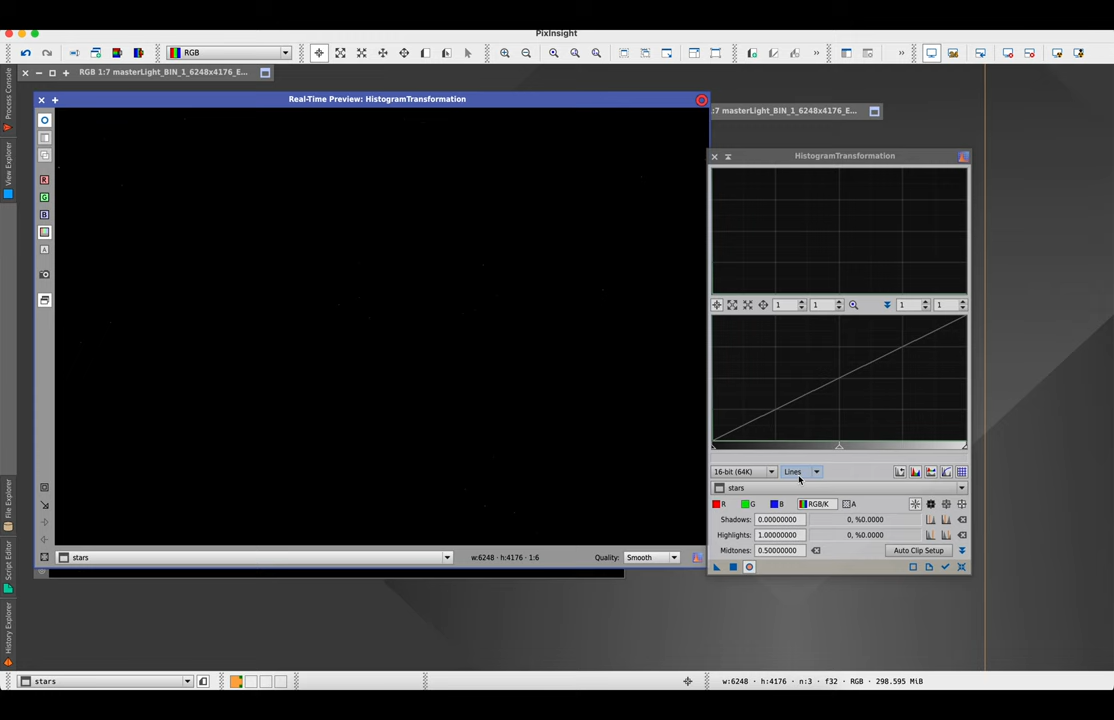 PixInsight
RGB
RGB 1:7 masterLight_BIN_1_6248x4176_E...
Real-Time Preview: HistogramTransformation
:7 masterLight_BIN_1_6248x4176_E...
HistogramTransformation
Process Console
View Explorer
File Explorer
Script Editor
History Explorer
R
G
B
A
1 1 1 1
16-bit (64K) Lines
stars
R G B RGB/K A
Shadows: 0.00000000 0, %0.0000
Highlights: 1.00000000 0, %0.0000
Midtones: 0.50000000 Auto Clip Setup
stars w:6248 · h:4176 · 1:6 Quality: Smooth
stars w:6248 · h:4176 · n:3 · f32 · RGB · 298.595 MiB